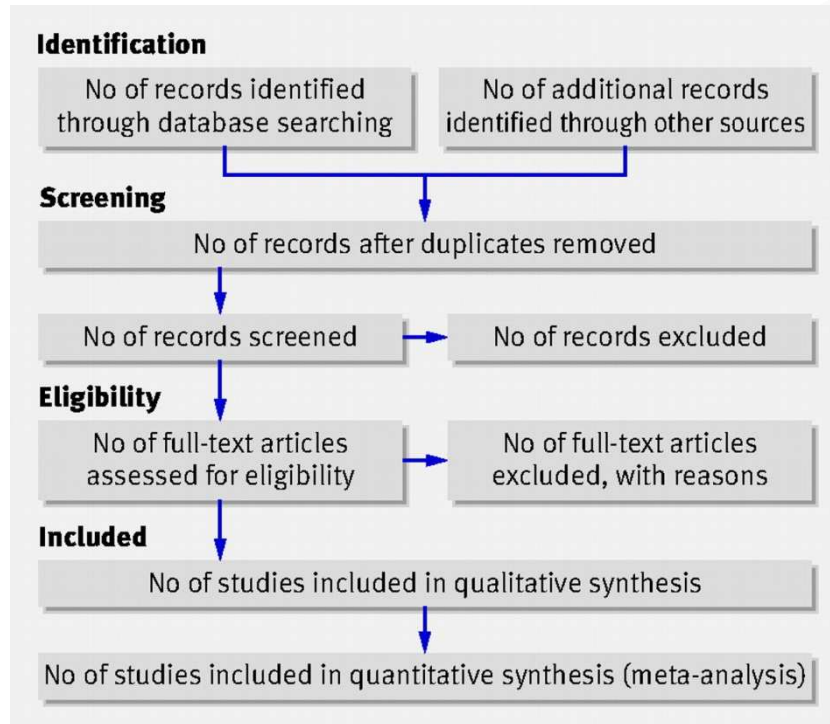 Identification
No of records identified
through database searching
No of additional records
identified through other sources
Screening
No of records after duplicates removed
No of records screened
No of records excluded
Eligibility
No of full-text articles
assessed for eligibility
No of full-text articles
excluded, with reasons
Included
No of studies included in qualitative synthesis
No of studies included in quantitative synthesis (meta-analysis)